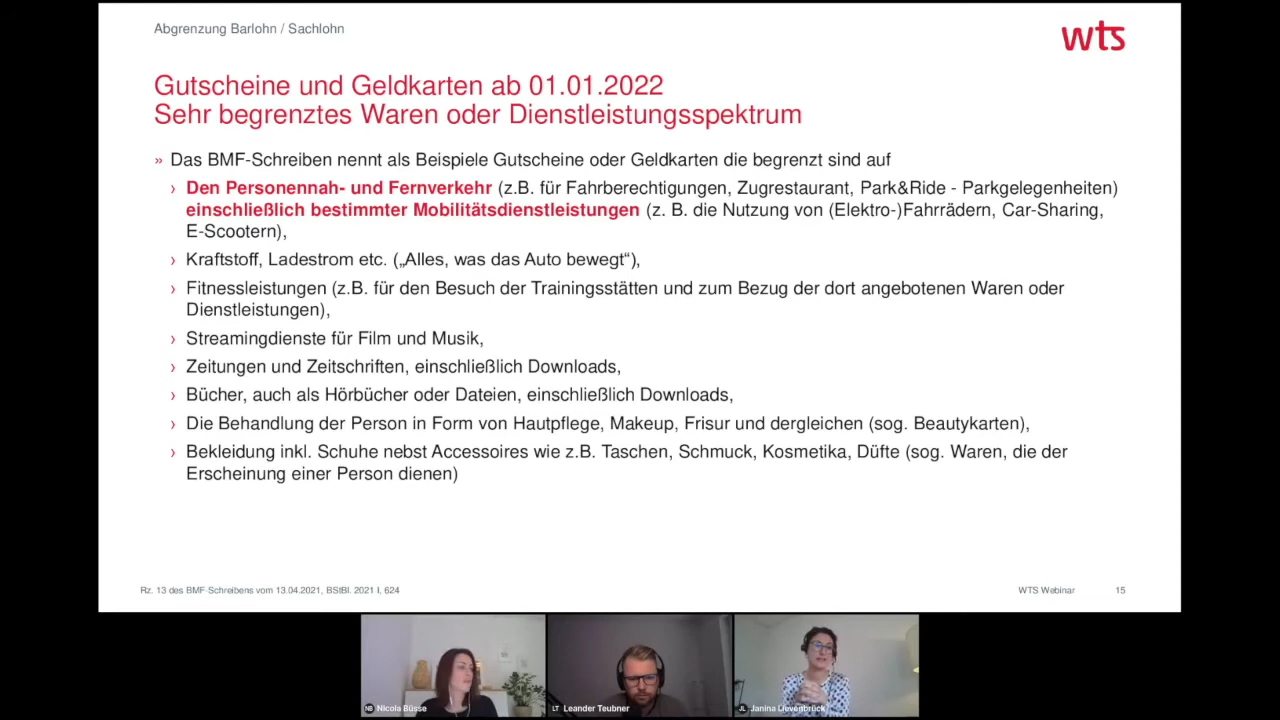 Abgrenzung Barlohn / Sachlohn
wts
Gutscheine und Geldkarten ab 01.01.2022
Sehr begrenztes Waren oder Dienstleistungsspektrum
» Das BMF-Schreiben nennt als Beispiele Gutscheine oder Geldkarten die begrenzt sind auf
› Den Personennah- und Fernverkehr (z.B. für Fahrberechtigungen, Zugrestaurant, Park&Ride - Parkgelegenheiten)
einschließlich bestimmter Mobilitätsdienstleistungen (z. B. die Nutzung von (Elektro-)Fahrrädern, Car-Sharing,
E-Scootern),
› Kraftstoff, Ladestrom etc. („Alles, was das Auto bewegt“),
› Fitnessleistungen (z.B. für den Besuch der Trainingsstätten und zum Bezug der dort angebotenen Waren oder
Dienstleistungen),
› Streamingdienste für Film und Musik,
› Zeitungen und Zeitschriften, einschließlich Downloads,
› Bücher, auch als Hörbücher oder Dateien, einschließlich Downloads,
› Die Behandlung der Person in Form von Hautpflege, Makeup, Frisur und dergleichen (sog. Beautykarten),
› Bekleidung inkl. Schuhe nebst Accessoires wie z.B. Taschen, Schmuck, Kosmetika, Düfte (sog. Waren, die der
Erscheinung einer Person dienen)
Rz. 13 des BMF-Schreibens vom 13.04.2021, BStBl. 2021 I, 624
WTS Webinar
15
NB Nicola Büsse
LT Leander Teubner
JL Janina Lievenbrück